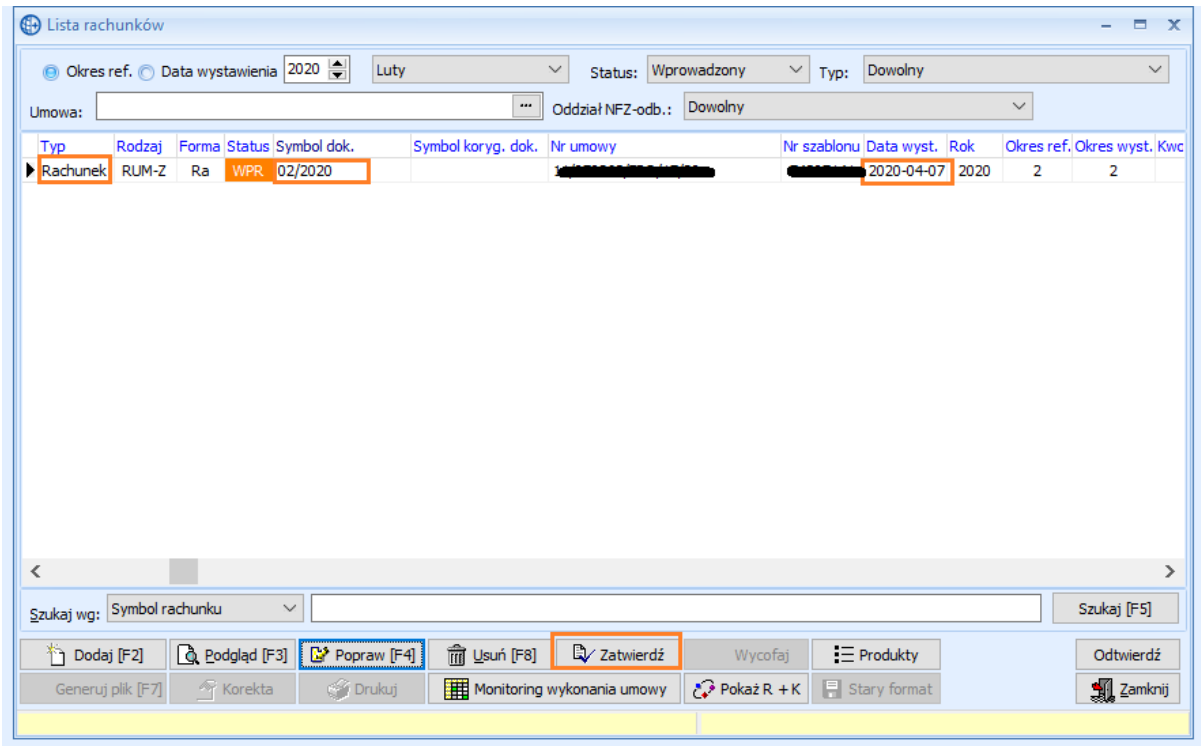 Lista rachunków
Okres ref. Data wystawienia 2020 Luty Status: Wprowadzony Typ: Dowolny
Umowa: ... Oddział NFZ-odb.: Dowolny
Typ Rodzaj Forma Status Symbol dok. Symbol koryg. dok. Nr umowy Nr szablonu Data wyst. Rok Okres ref. Okres wyst. Kwo
Rachunek RUM-Z Ra WPR 02/2020 2020-04-07 2020 2 2
Szukaj wg: Symbol rachunku Szukaj [F5]
Dodaj [F2] Podgląd [F3] Popraw [F4] Usuń [F8] Zatwierdź Wycofaj Produkty Odtwierdź
Generuj plik [F7] Korekta Drukuj Monitoring wykonania umowy Pokaż R + K Stary format Zamknij